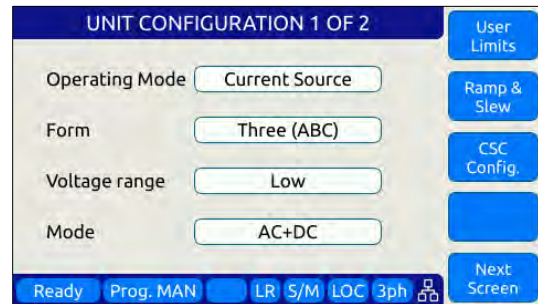 UNIT CONFIGURATION 1 OF 2
Operating Mode Current Source
Form Three (ABC)
Voltage range Low
Mode AC+DC
Ready Prog. MAN LR S/M LOC 3ph
User
Limits
Ramp &
Slew
CSC
Config.
Next
Screen